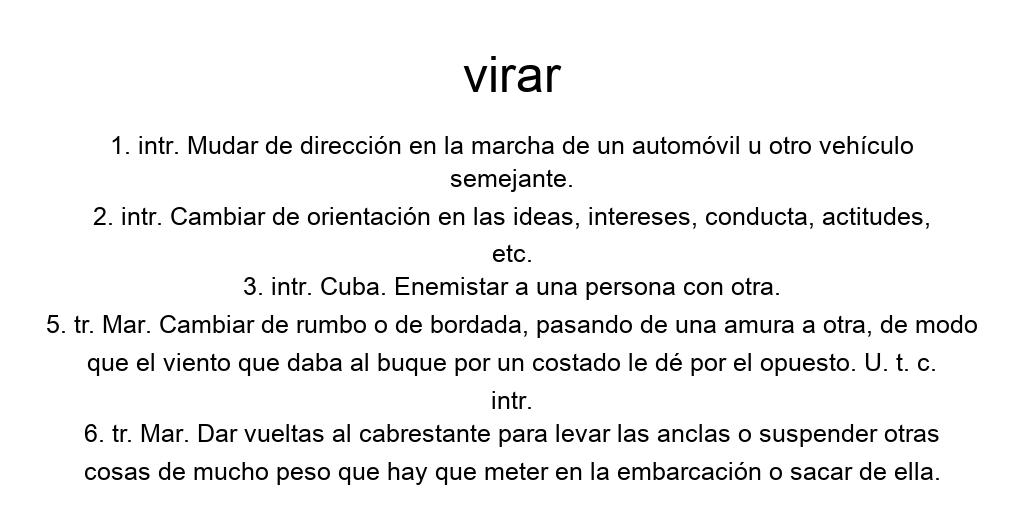 virar
1. intr. Mudar de dirección en la marcha de un automóvil u otro vehículo
semejante.
2. intr. Cambiar de orientación en las ideas, intereses, conducta, actitudes,
etc.
3. intr. Cuba. Enemistar a una persona con otra.
5. tr. Mar. Cambiar de rumbo o de bordada, pasando de una amura a otra, de modo
que el viento que daba al buque por un costado le dé por el opuesto. U. t. c.
intr.
6. tr. Mar. Dar vueltas al cabrestante para levar las anclas o suspender otras
cosas de mucho peso que hay que meter en la embarcación o sacar de ella.